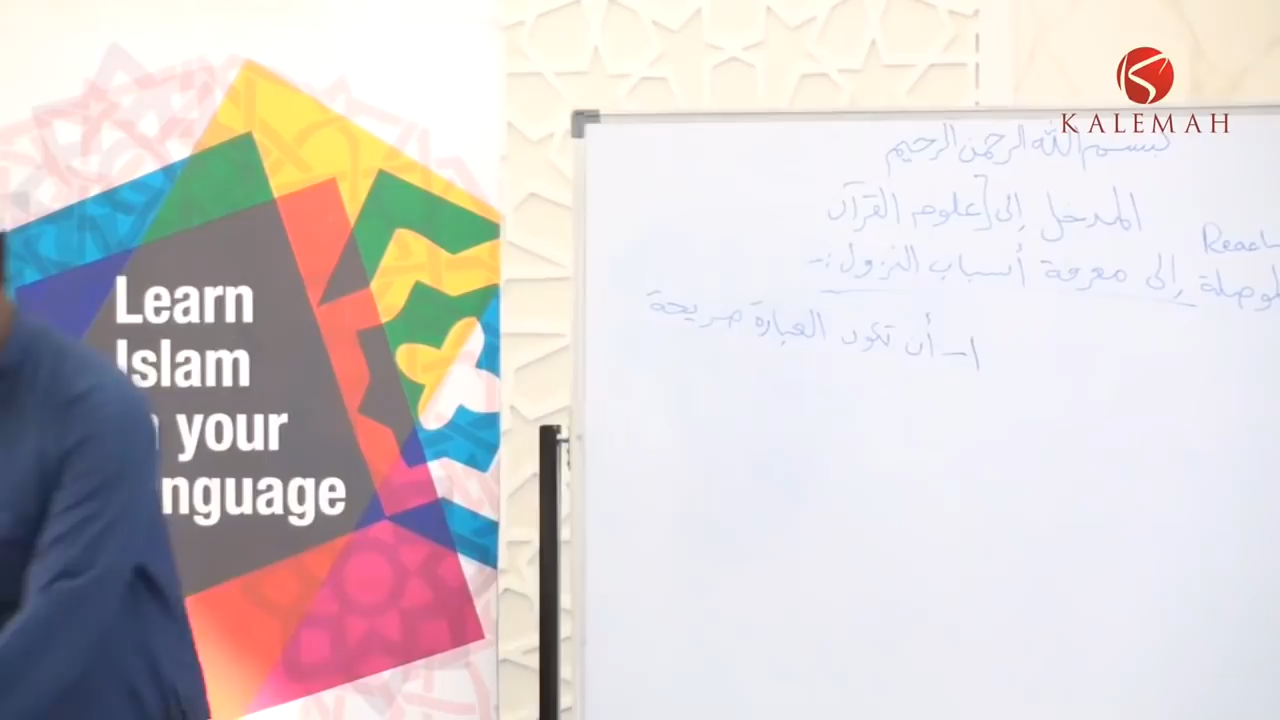 Learn
Islam
your
nguage
KALEMAH
بسم الله الرحمن الرحيم
المدخل إلى [علوم القرآن
Reach
لموصلة إلى معرفة أسباب النزول :-
١- أن تكون العبارة صريحة